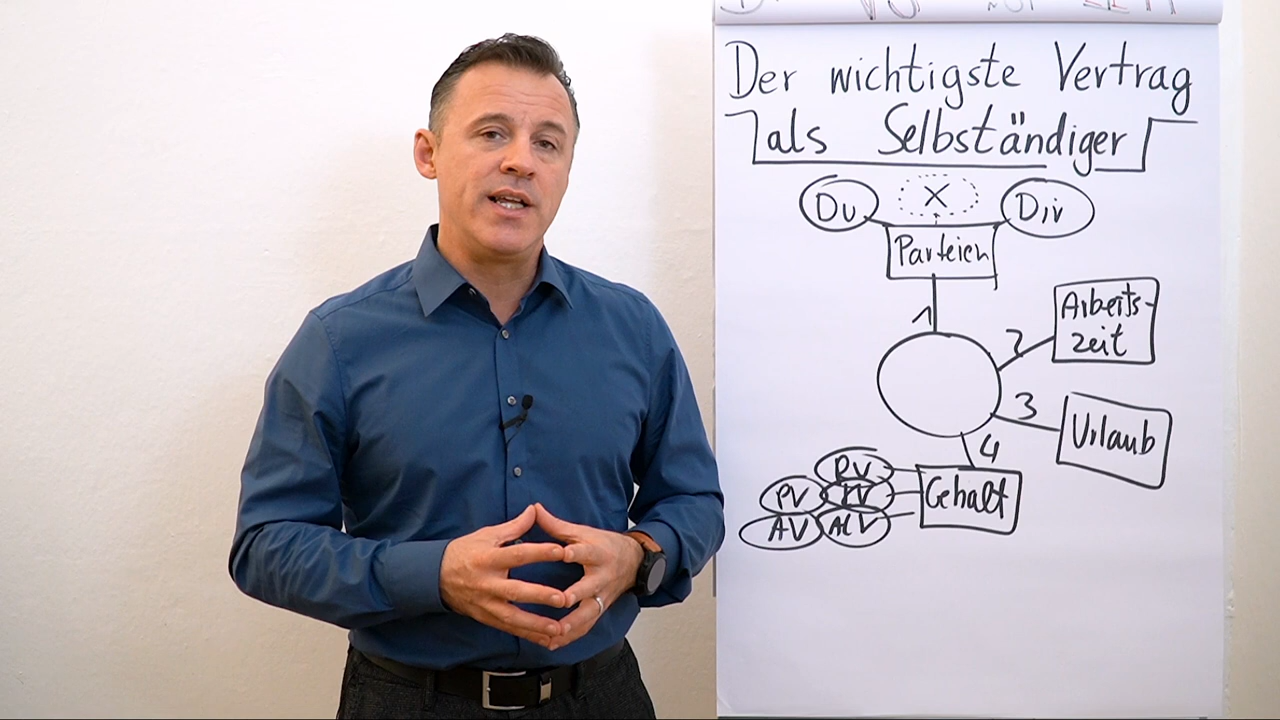 Der wichtigste Vertrag
als Selbständiger
Du
X
Div
Parteien
1
2
Arbeits-
zeit
3
Urlaub
4
Gehalt
RV
PV
KV
AV
ALV